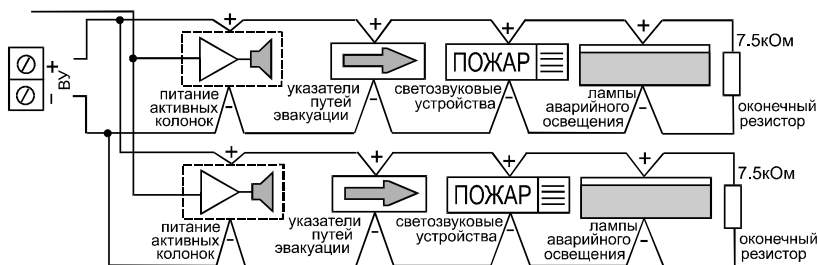 + + + +
7.5кОм
+
ВУ
–
ПОЖАР
– – – –
питание
активных
колонок
указатели
путей
эвакуации
светозвуковые
устройства
лампы
аварийного
освещения
оконечный
резистор
+ + + +
7.5кОм
ПОЖАР
– – – –
питание
активных
колонок
указатели
путей
эвакуации
светозвуковые
устройства
лампы
аварийного
освещения
оконечный
резистор